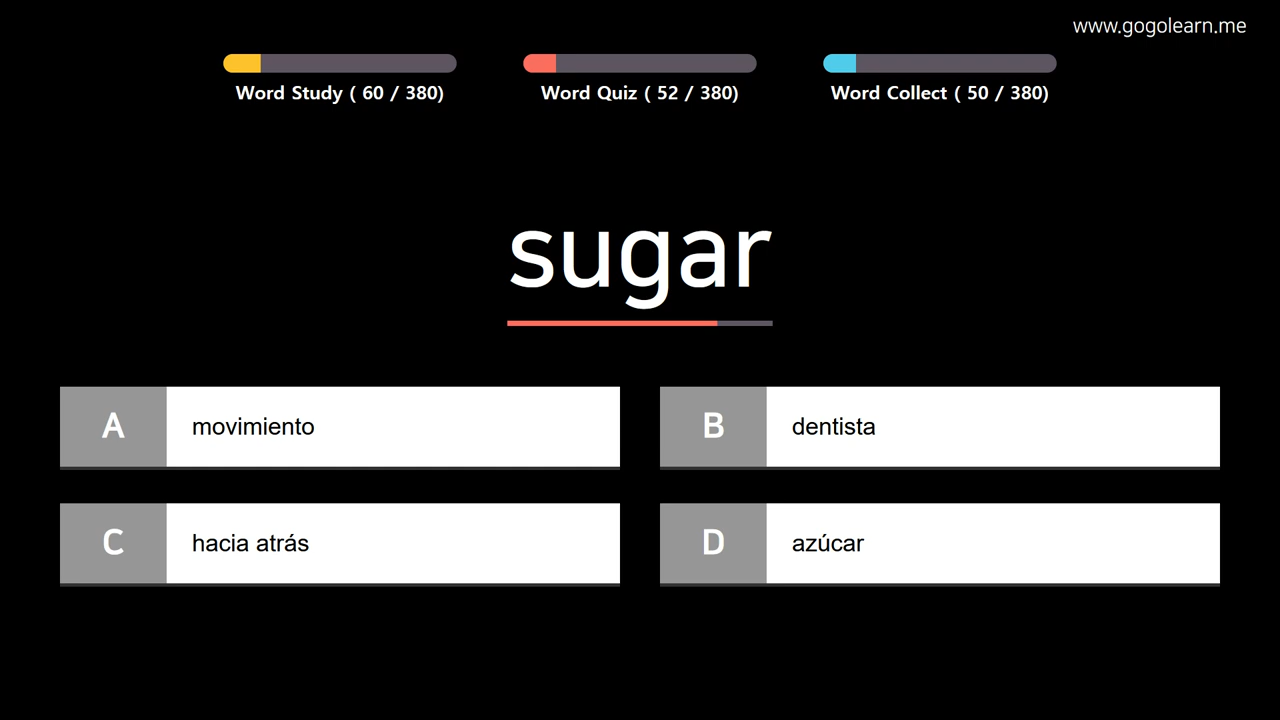 www.gogolearn.me
Word Study ( 60 / 380)
Word Quiz ( 52 / 380)
Word Collect ( 50 / 380)
sugar
A movimiento
B dentista
C hacia atrás
D azúcar